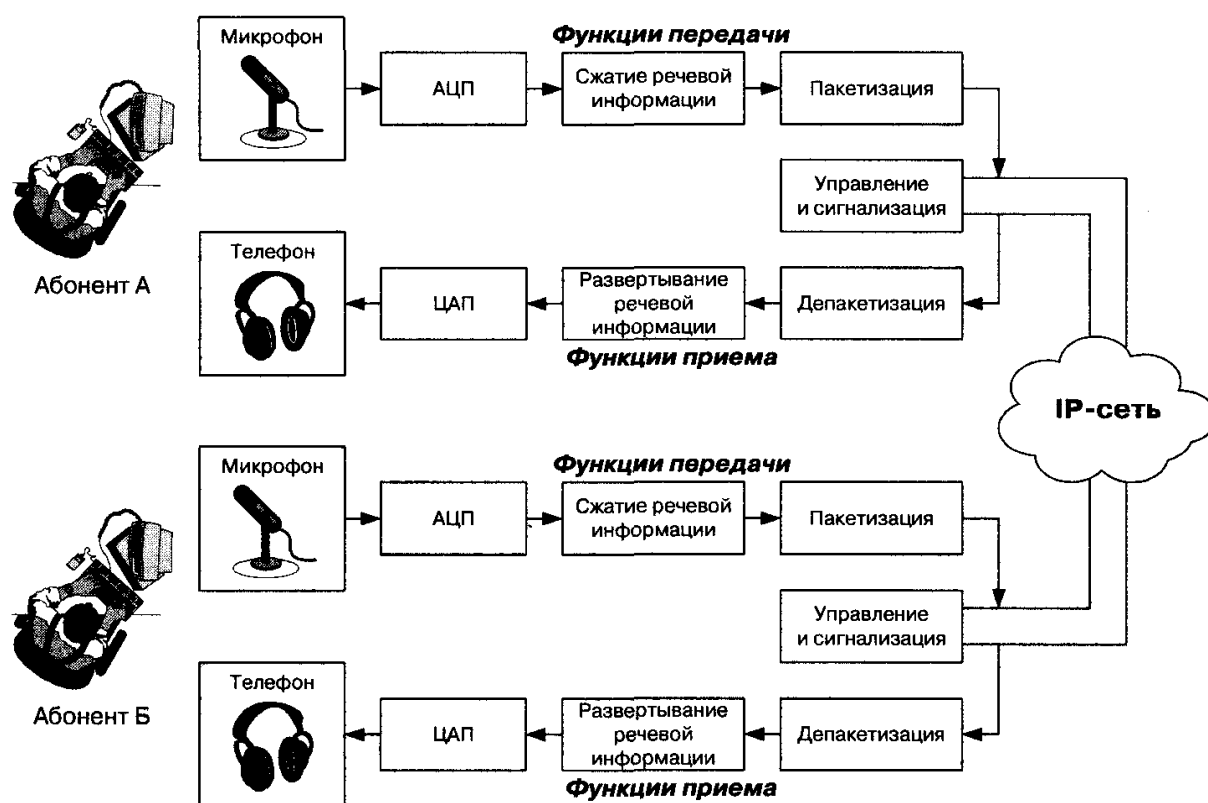 Функции передачи
Микрофон
АЦП
Сжатие речевой
информации
Пакетизация
Управление
и сигнализация
Абонент А
Телефон
ЦАП
Развертывание
речевой
информации
Депакетизация
Функции приема
IP-сеть
Функции передачи
Микрофон
АЦП
Сжатие речевой
информации
Пакетизация
Управление
и сигнализация
Абонент Б
Телефон
ЦАП
Развертывание
речевой
информации
Депакетизация
Функции приема